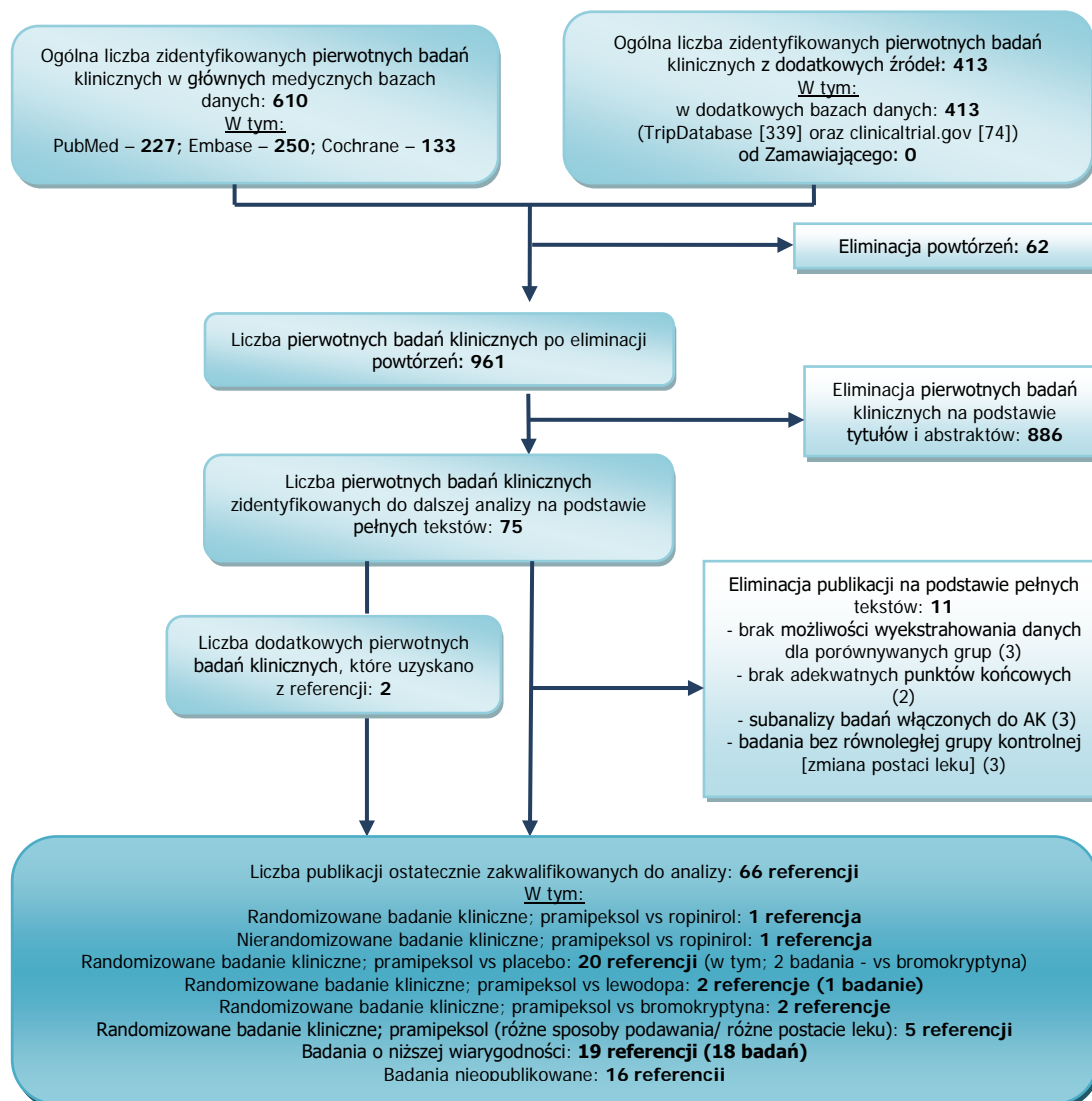 Ogólna liczba zidentyfikowanych pierwotnych badań
klinicznych w głównych medycznych bazach
danych: 610
W tym:
PubMed – 227; Embase – 250; Cochrane – 133
Ogólna liczba zidentyfikowanych pierwotnych badań
klinicznych z dodatkowych źródeł: 413
W tym:
w dodatkowych bazach danych: 413
(TripDatabase [339] oraz clinicaltrial.gov [74])
od Zamawiającego: 0
Eliminacja powtórzeń: 62
Liczba pierwotnych badań klinicznych po eliminacji
powtórzeń: 961
Eliminacja pierwotnych badań
klinicznych na podstawie
tytułów i abstraktów: 886
Liczba pierwotnych badań klinicznych
zidentyfikowanych do dalszej analizy na podstawie
pełnych tekstów: 75
Liczba dodatkowych pierwotnych
badań klinicznych, które uzyskano
z referencji: 2
Eliminacja publikacji na podstawie pełnych
tekstów: 11
- brak możliwości wyekstrahowania danych
dla porównywanych grup (3)
- brak adekwatnych punktów końcowych
(2)
- subanalizy badań włączonych do AK (3)
- badania bez równoległej grupy kontrolnej
[zmiana postaci leku] (3)
Liczba publikacji ostatecznie zakwalifikowanych do analizy: 66 referencji
W tym:
Randomizowane badanie kliniczne; pramipeksol vs ropinirol: 1 referencja
Nierandomizowane badanie kliniczne; pramipeksol vs ropinirol: 1 referencja
Randomizowane badanie kliniczne; pramipeksol vs placebo: 20 referencji (w tym; 2 badania - vs bromokryptyna)
Randomizowane badanie kliniczne; pramipeksol vs lewodopa: 2 referencje (1 badanie)
Randomizowane badanie kliniczne; pramipeksol vs bromokryptyna: 2 referencje
Randomizowane badanie kliniczne; pramipeksol (różne sposoby podawania/ różne postacie leku): 5 referencji
Badania o niższej wiarygodności: 19 referencji (18 badań)
Badania nieopublikowane: 16 referencji